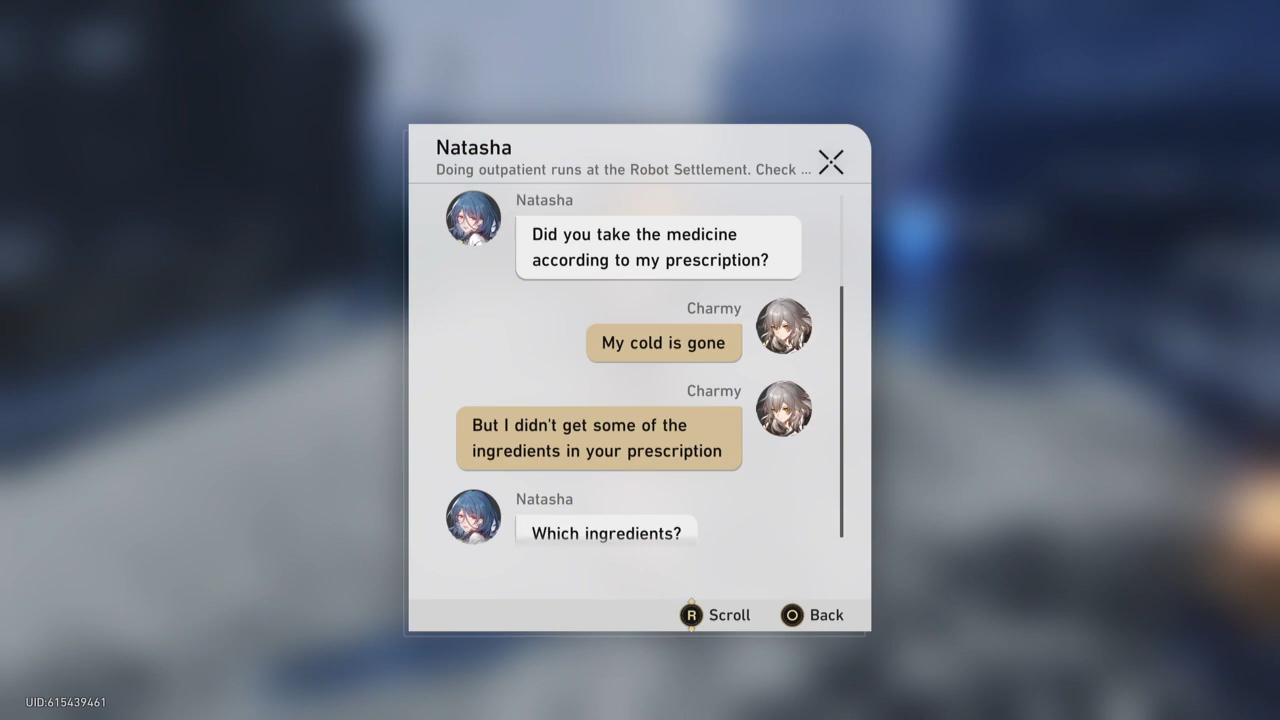 Natasha
Doing outpatient runs at the Robot Settlement. Check ...
Natasha
Did you take the medicine
according to my prescription?
Charmy
My cold is gone
Charmy
But I didn't get some of the
ingredients in your prescription
Natasha
Which ingredients?
R Scroll
Back
UID:615439461